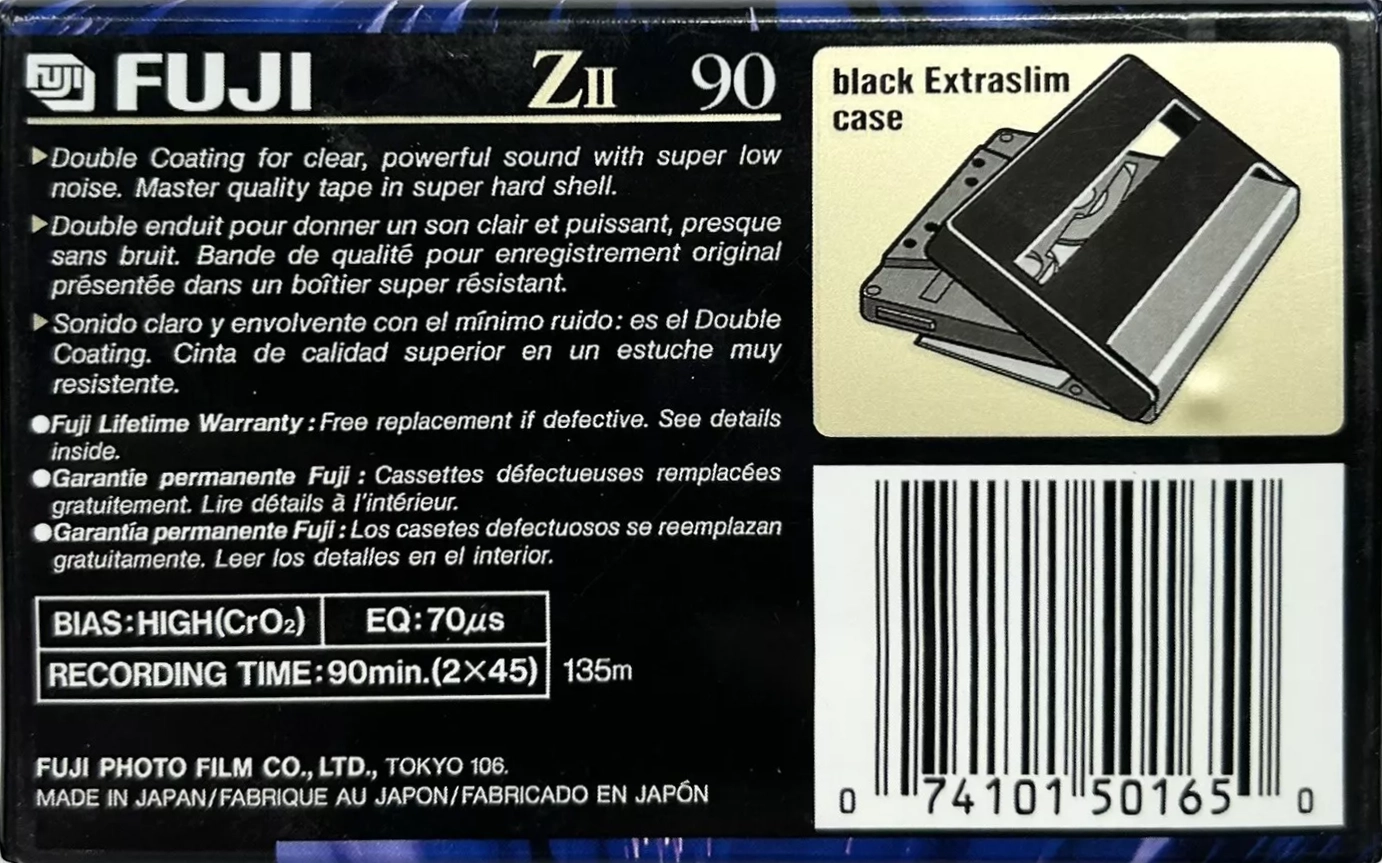 FUJI FUJI ZII 90
Double Coating for clear, powerful sound with super low
noise. Master quality tape in super hard shell.
Double enduit pour donner un son clair et puissant, presque
sans bruit. Bande de qualité pour enregistrement original
présentée dans un boîtier super résistant.
Sonido claro y envolvente con el mínimo ruido: es el Double
Coating. Cinta de calidad superior en un estuche muy
resistente.
●Fuji Lifetime Warranty: Free replacement if defective. See details
inside.
●Garantie permanente Fuji : Cassettes défectueuses remplacées
gratuitement. Lire détails à l'intérieur.
●Garantía permanente Fuji: Los casetes defectuosos se reemplazan
gratuitamente. Leer los detalles en el interior.
BIAS:HIGH(CrO₂) EQ:70µs
RECORDING TIME:90min.(2×45) 135m
FUJI PHOTO FILM CO., LTD., TOKYO 106.
MADE IN JAPAN/FABRIQUE AU JAPON/FABRICADO EN JAPÓN
black Extraslim
case
0 74101 50165 0